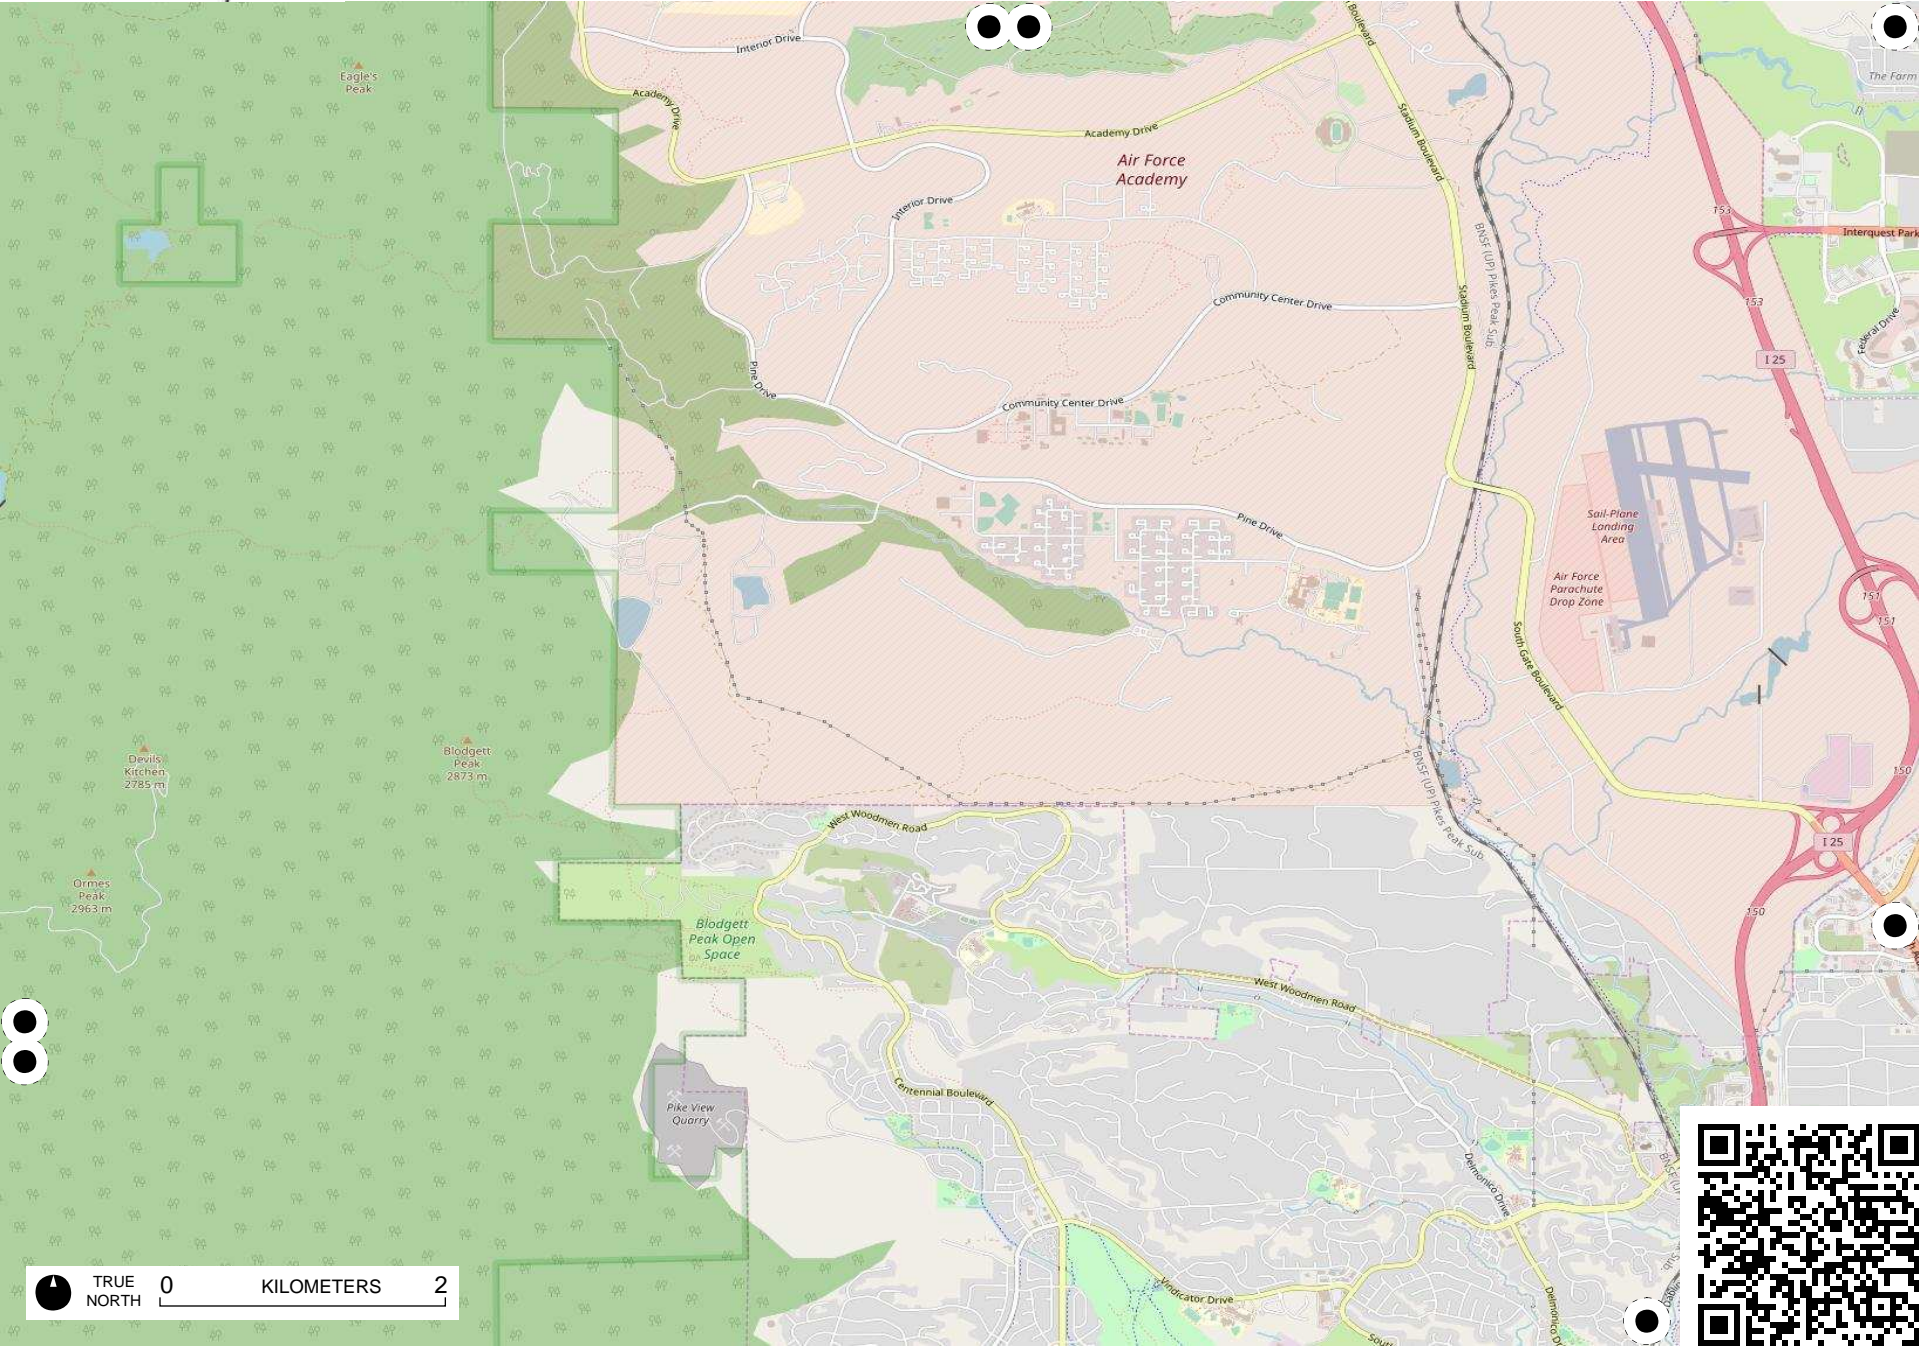 Interior Drive
Eagle's
Peak
Boulevard
The Farm
Academy Drive
Stadium Boulevard
Academy Drive
Air Force
Academy
Interior Drive
153
Interquest Park
BNSF (UP) Pikes Peak Sub.
Stadium Boulevard
Community Center Drive
153
Federal Drive
I 25
Pine Drive
Community Center Drive
Pine Drive
Sail-Plane
Landing
Area
Air Force
Parachute
Drop Zone
151
151
South Gate Boulevard
Devils
Kitchen
2785 m
Blodgett
Peak
2873 m
BNSF (UP) Pikes Peak Sub.
150
West Woodmen Road
I 25
Ormes
Peak
2963 m
Blodgett
Peak Open
Space
150
West Woodmen Road
Centennial Boulevard
Pike View
Quarry
Delmonico Drive
BNSF (UP)
Vindicator Drive
Delmonico Dr
South
TRUE
NORTH
0 KILOMETERS 2